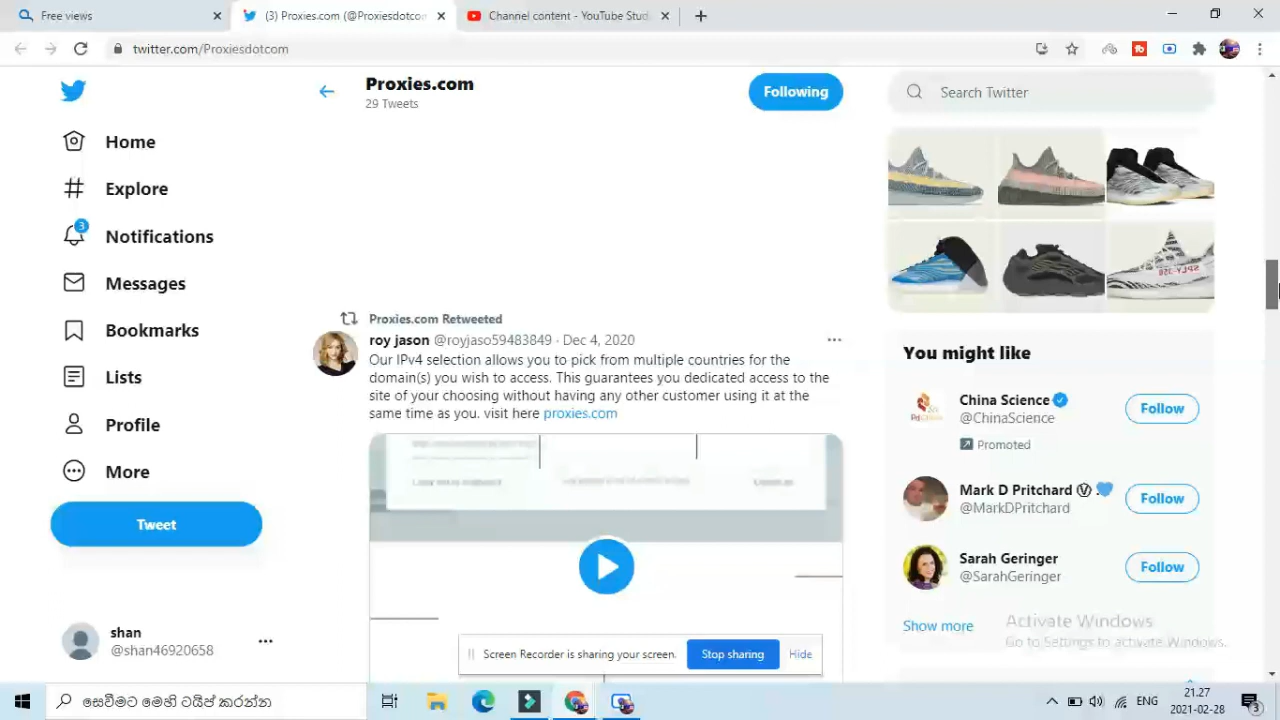 Free views
(3) Proxies.com (@Proxiesdotcom
Channel content - YouTube Stud
twitter.com/Proxiesdotcom
Proxies.com
29 Tweets
Following
Search Twitter
Home
Explore
Notifications
3
Messages
Bookmarks
Lists
Profile
More
Tweet
shan
@shan46920658
Proxies.com Retweeted
roy jason @royjaso59483849 · Dec 4, 2020
Our IPv4 selection allows you to pick from multiple countries for the
domain(s) you wish to access. This guarantees you dedicated access to the
site of your choosing without having any other customer using it at the
same time as you. visit here proxies.com
You might like
China Science
@ChinaScience
Promoted
Follow
Mark D Pritchard
@MarkDPritchard
Follow
Sarah Geringer
@SarahGeringer
Follow
Show more
Activate Windows
Go to Settings to activate Windows.
Screen Recorder is sharing your screen.
Stop sharing
Hide
සෙවීමට මෙහි ටයිප් කරන්න
ENG
21.27
2021-02-28
3